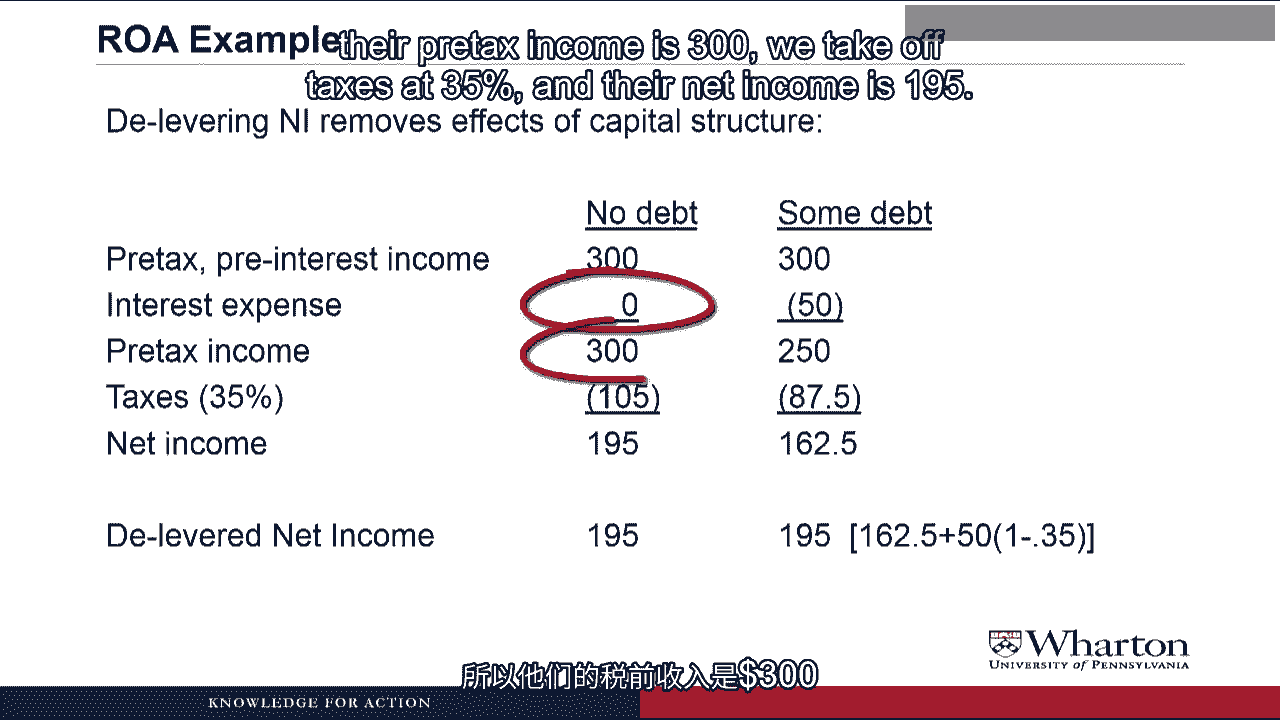 ROA Example
their pretax income is 300, we take off
taxes at 35%, and their net income is 195.
De-levering NI removes effects of capital structure:
No debt Some debt
Pretax, pre-interest income 300 300
Interest expense 0 (50)
Pretax income 300 250
Taxes (35%) (105) (87.5)
Net income 195 162.5
De-levered Net Income 195 195 [162.5+50(1-.35)]
Wharton
UNIVERSITY of PENNSYLVANIA
所以他们的税前收入是$300
KNOWLEDGE FOR ACTION